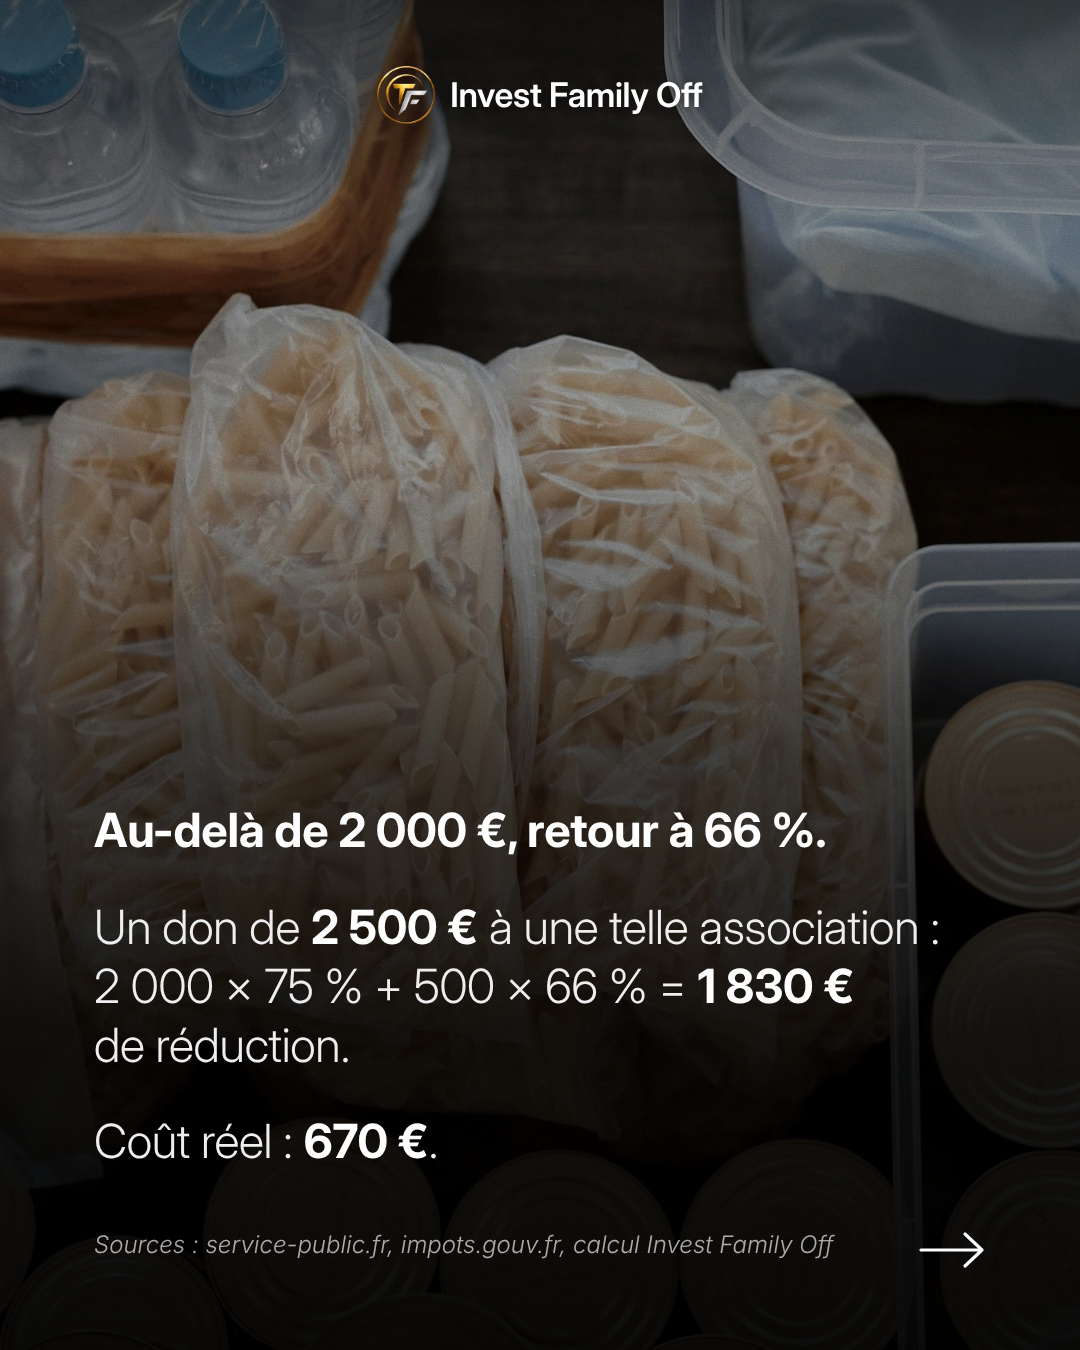 Invest Family Off
Au-delà de 2 000 €, retour à 66 %.
Un don de 2 500 € à une telle association :
2 000 × 75 % + 500 × 66 % = 1 830 €
de réduction.
Coût réel : 670 €.
Sources : service-public.fr, impots.gouv.fr, calcul Invest Family Off